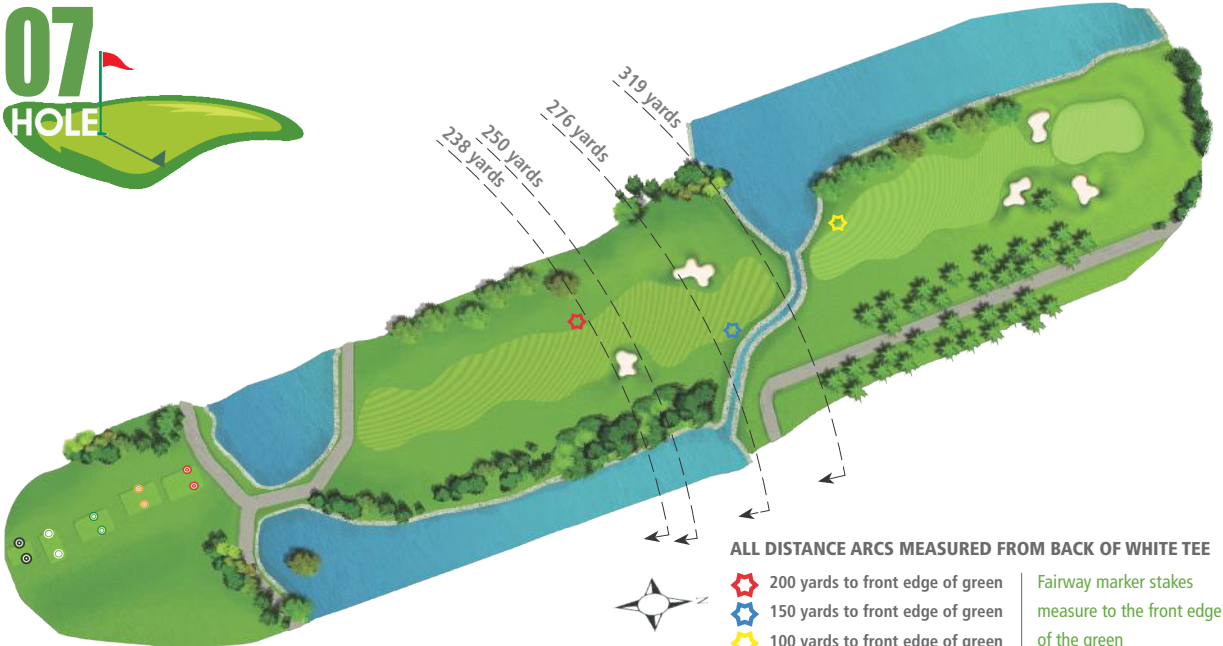 07
HOLE
238 yards
250 yards
276 yards
319 yards
ALL DISTANCE ARCS MEASURED FROM BACK OF WHITE TEE
N
200 yards to front edge of green
150 yards to front edge of green
100 yards to front edge of green
Fairway marker stakes
measure to the front edge
of the green